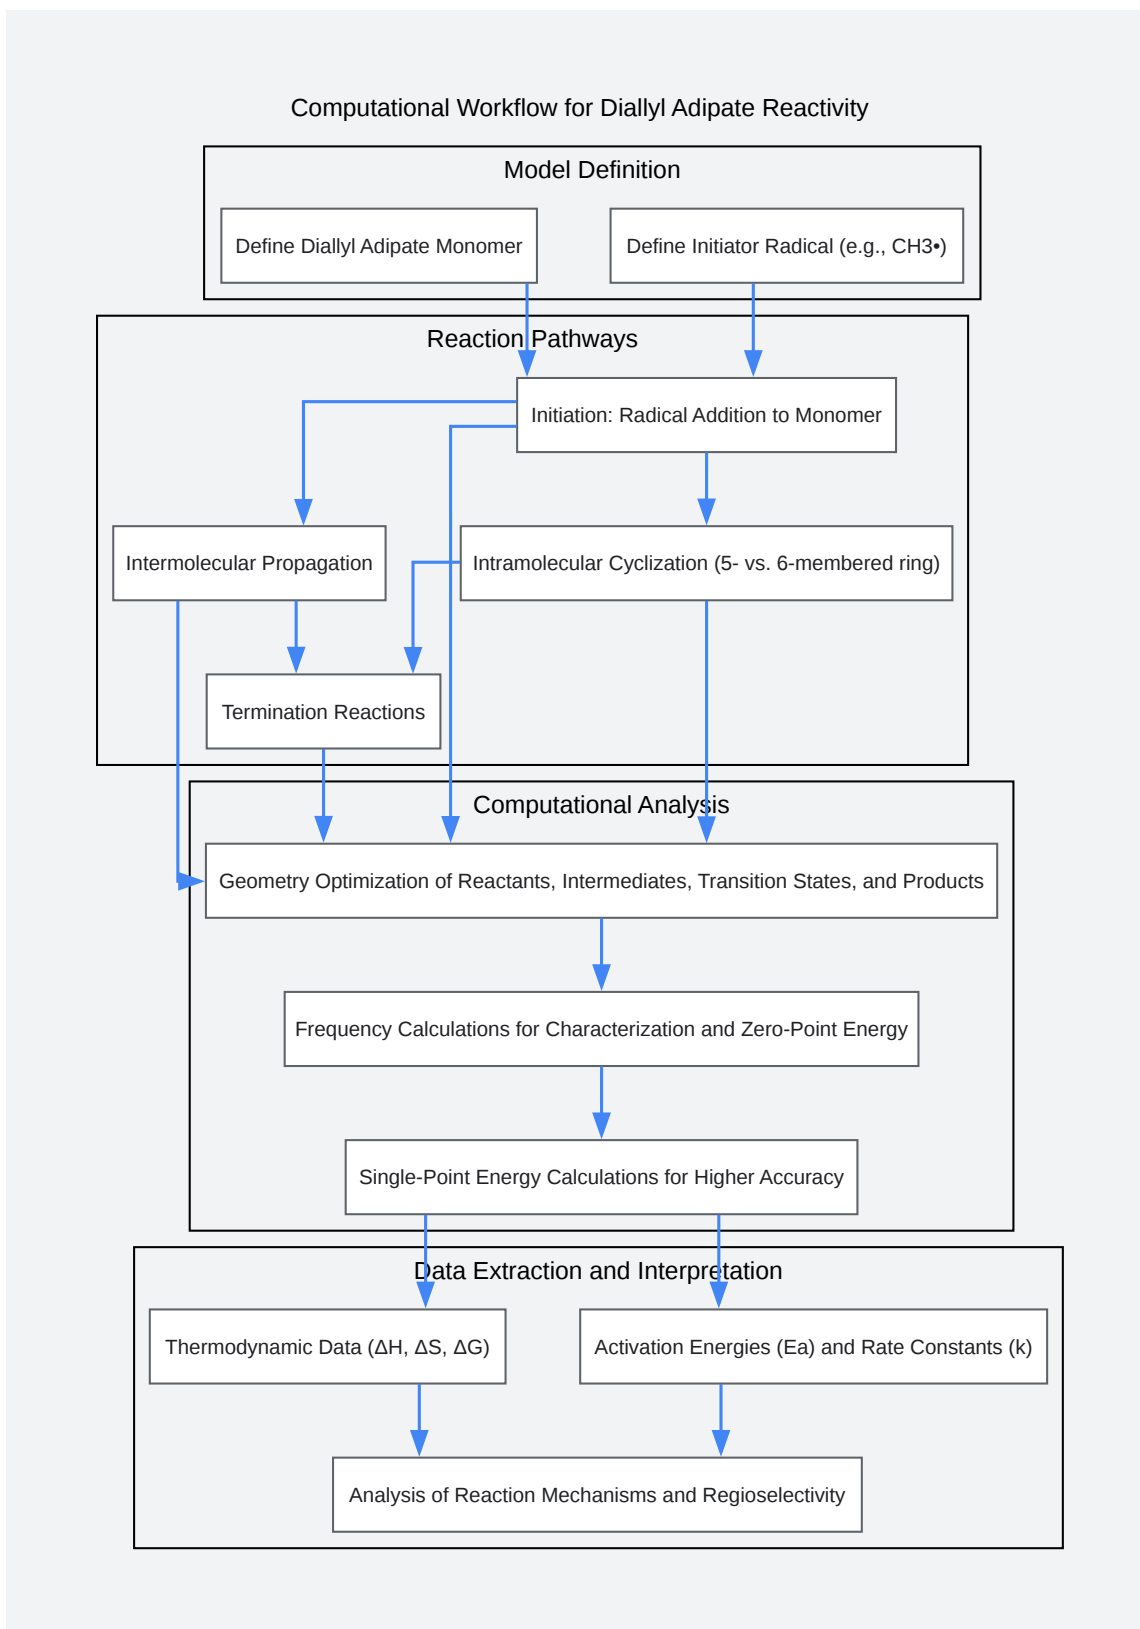 Computational Workflow for Diallyl Adipate Reactivity
Model Definition
Define Diallyl Adipate Monomer
Define Initiator Radical (e.g., CH3•)
Reaction Pathways
Initiation: Radical Addition to Monomer
Intermolecular Propagation
Intramolecular Cyclization (5- vs. 6-membered ring)
Termination Reactions
Computational Analysis
Geometry Optimization of Reactants, Intermediates, Transition States, and Products
Frequency Calculations for Characterization and Zero-Point Energy
Single-Point Energy Calculations for Higher Accuracy
Data Extraction and Interpretation
Thermodynamic Data (ΔH, ΔS, ΔG)
Activation Energies (Ea) and Rate Constants (k)
Analysis of Reaction Mechanisms and Regioselectivity